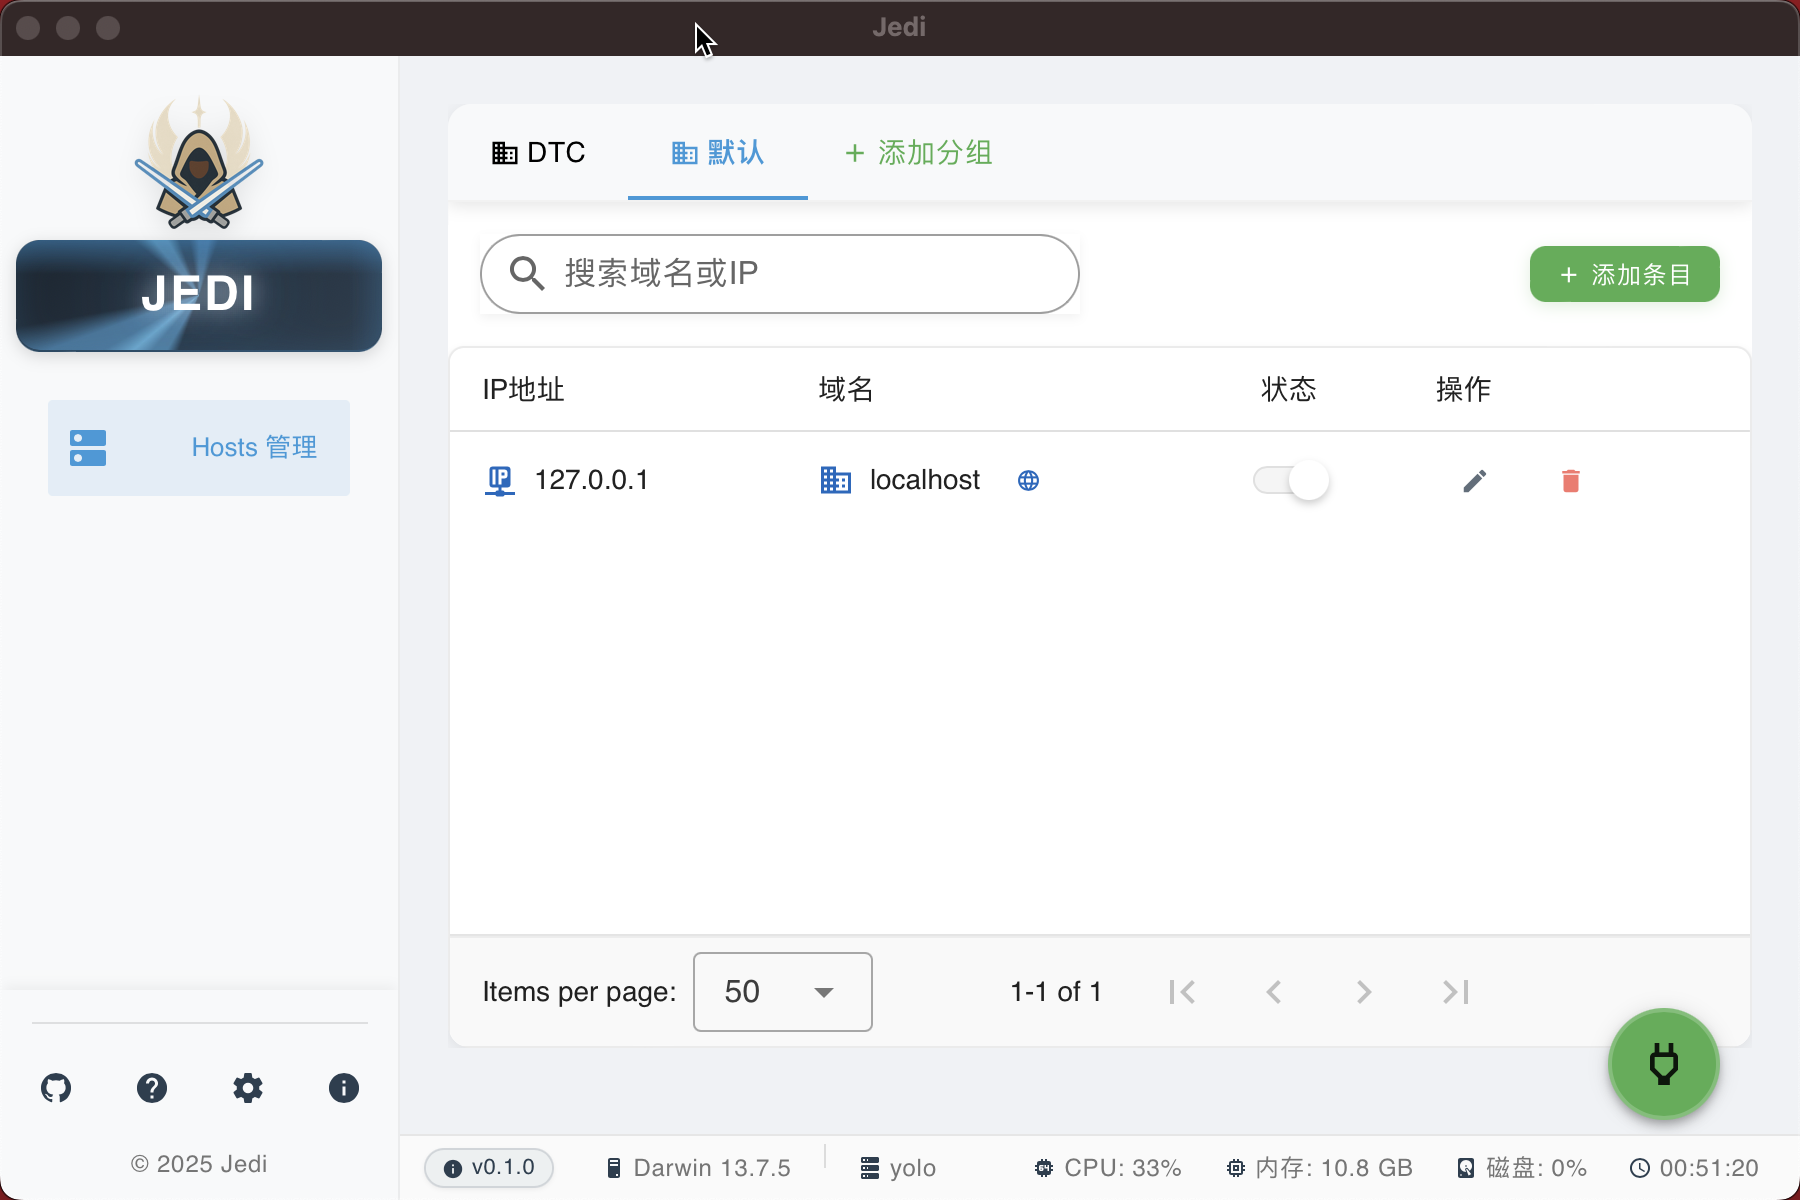 Jedi
JEDI
Hosts 管理
© 2025 Jedi
DTC
默认
+ 添加分组
搜索域名或IP
+ 添加条目
IP地址 域名 状态 操作
127.0.0.1 localhost
Items per page: 50 1-1 of 1
v0.1.0 Darwin 13.7.5 yolo CPU: 33% 内存: 10.8 GB 磁盘: 0% 00:51:20